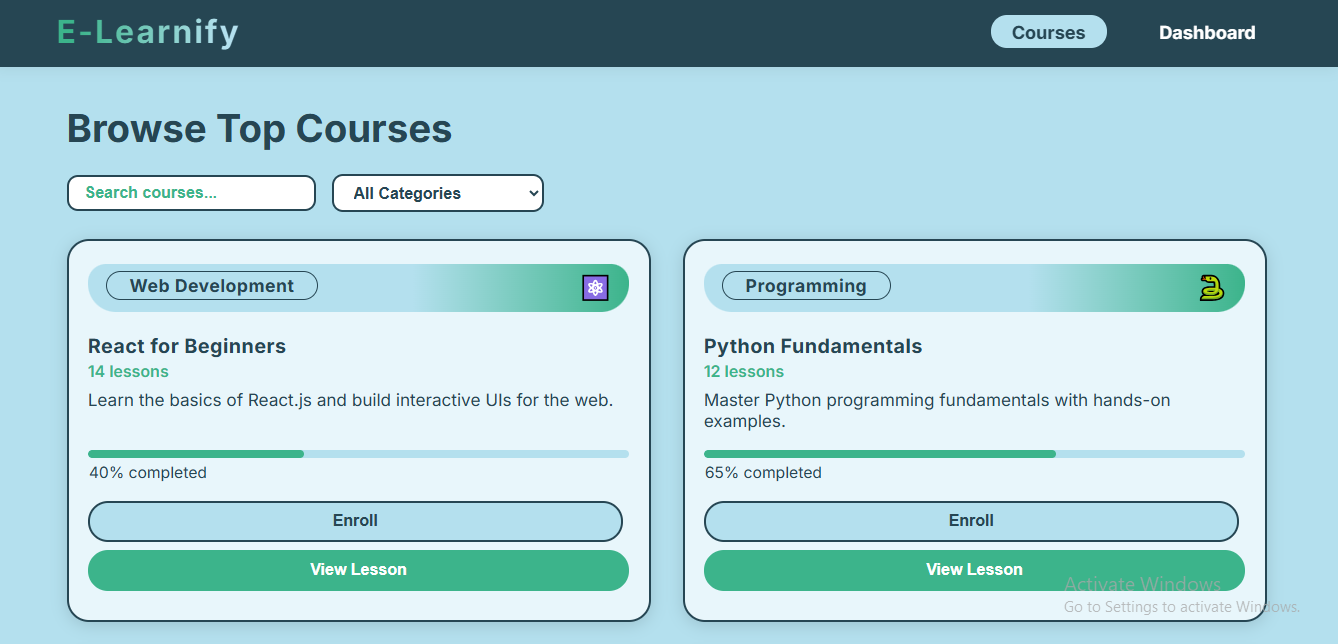 E-Learnify
Courses
Dashboard
Browse Top Courses
Search courses...
All Categories
Web Development
React for Beginners
14 lessons
Learn the basics of React.js and build interactive UIs for the web.
40% completed
Enroll
View Lesson
Programming
Python Fundamentals
12 lessons
Master Python programming fundamentals with hands-on
examples.
65% completed
Enroll
View Lesson
Activate Windows
Go to Settings to activate Windows.